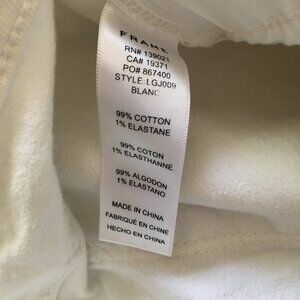 FRAME
RN# 139021
CA# 19371
PO# 867400
STYLE: LGJ009
BLANC
99% COTTON
1% ELASTANE
99% COTON
1% ELASTHANNE
99% ALGODON
1% ELASTANO
MADE IN CHINA
FABRIQUÉ EN CHINE
HECHO EN CHINA